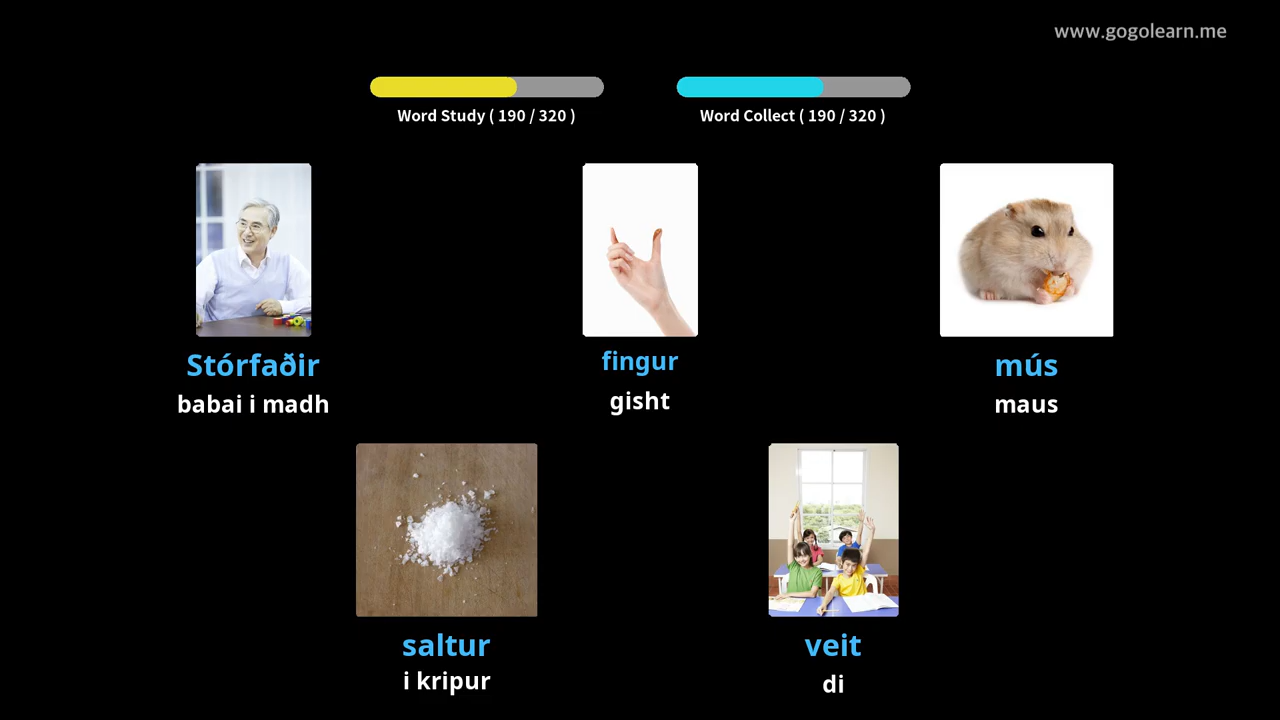 www.gogolearn.me
Word Study ( 190 / 320 )
Word Collect ( 190 / 320 )
Stórfaðir
babai i madh
fingur
gisht
mús
maus
saltur
i kripur
veit
di